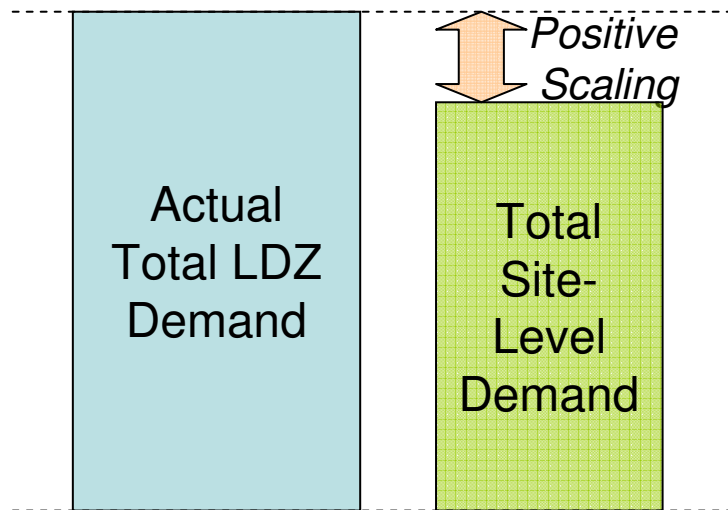 Positive
Scaling
Actual
Total LDZ
Demand
Total
Site-
Level
Demand